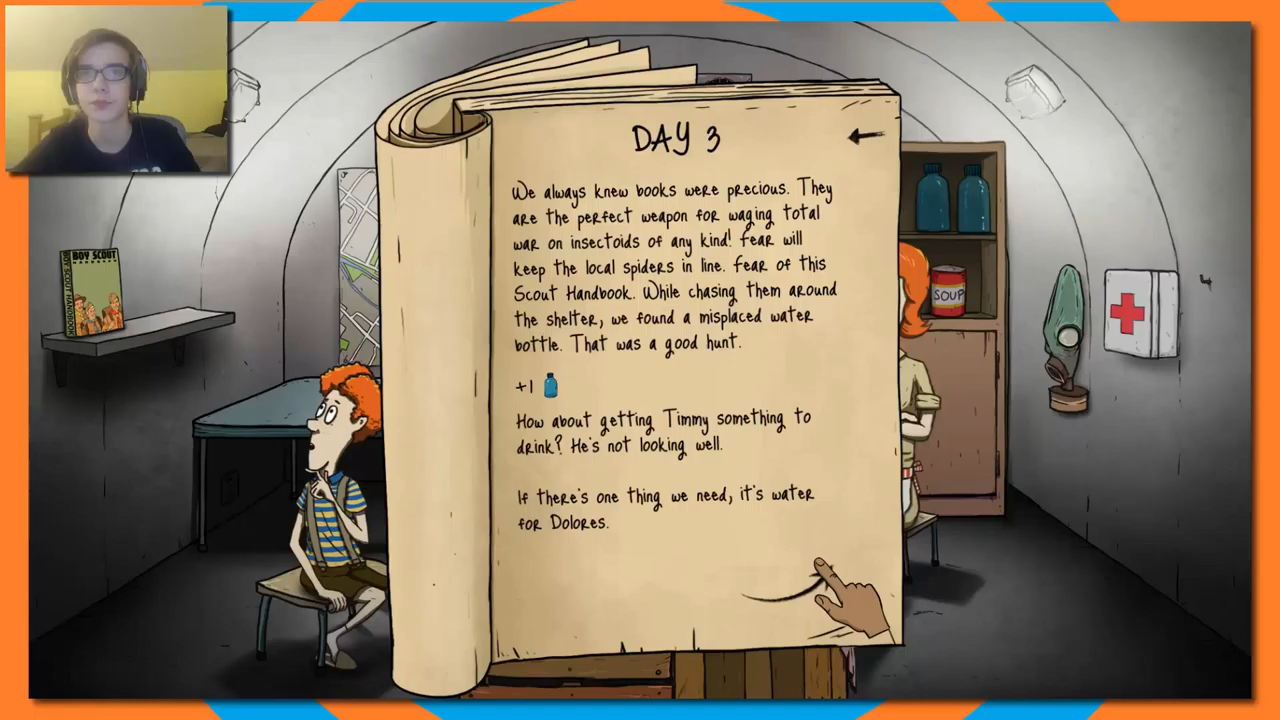 DAY 3
We always knew books were precious. They
are the perfect weapon for waging total
war on insectoids of any kind! Fear will
keep the local spiders in line. Fear of this
Scout Handbook. While chasing them around
the shelter, we found a misplaced water
bottle. That was a good hunt.
+1
How about getting Timmy something to
drink? He's not looking well.
If there's one thing we need, it's water
for Dolores.
BOY SCOUT
BOY SCOUT HANDBOOK
SOUP